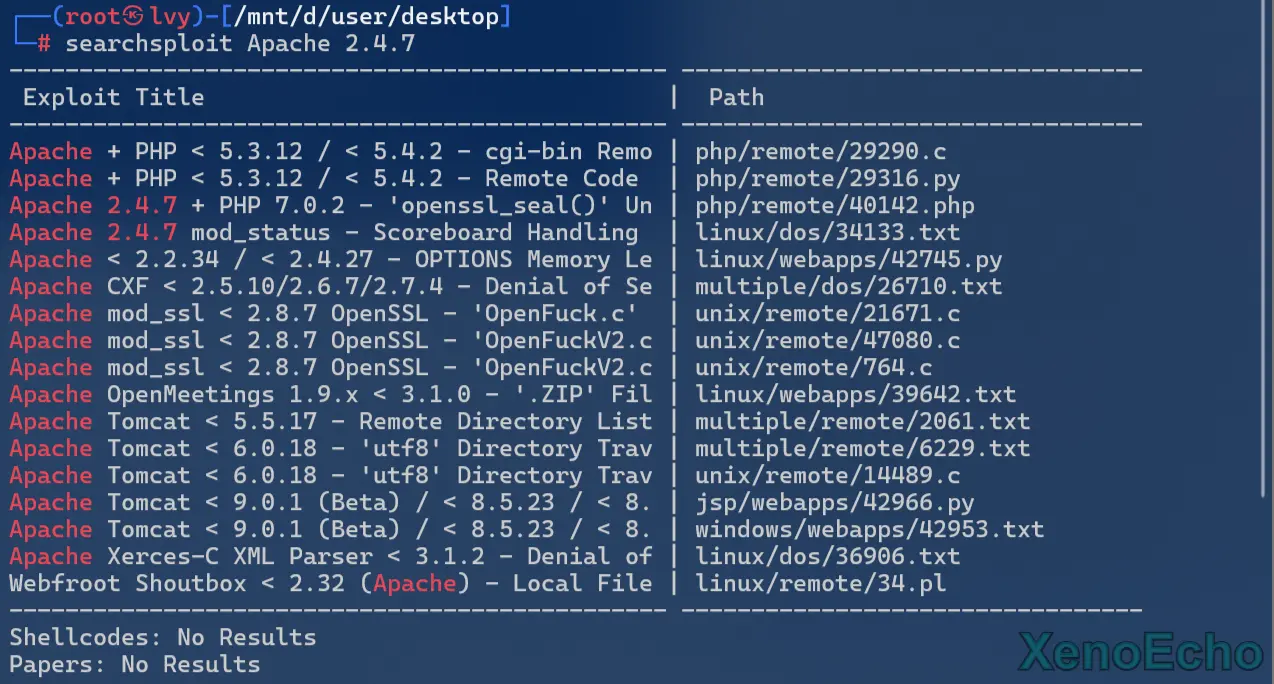 (root㉿lvy)-[/mnt/d/user/desktop]
# searchsploit Apache 2.4.7
Exploit Title | Path
Apache + PHP < 5.3.12 / < 5.4.2 - cgi-bin Remo | php/remote/29290.c
Apache + PHP < 5.3.12 / < 5.4.2 - Remote Code | php/remote/29316.py
Apache 2.4.7 + PHP 7.0.2 - 'openssl_seal()' Un | php/remote/40142.php
Apache 2.4.7 mod_status - Scoreboard Handling | linux/dos/34133.txt
Apache < 2.2.34 / < 2.4.27 - OPTIONS Memory Le | linux/webapps/42745.py
Apache CXF < 2.5.10/2.6.7/2.7.4 - Denial of Se | multiple/dos/26710.txt
Apache mod_ssl < 2.8.7 OpenSSL - 'OpenFuck.c' | unix/remote/21671.c
Apache mod_ssl < 2.8.7 OpenSSL - 'OpenFuckV2.c | unix/remote/47080.c
Apache mod_ssl < 2.8.7 OpenSSL - 'OpenFuckV2.c | unix/remote/764.c
Apache OpenMeetings 1.9.x < 3.1.0 - '.ZIP' Fil | linux/webapps/39642.txt
Apache Tomcat < 5.5.17 - Remote Directory List | multiple/remote/2061.txt
Apache Tomcat < 6.0.18 - 'utf8' Directory Trav | multiple/remote/6229.txt
Apache Tomcat < 6.0.18 - 'utf8' Directory Trav | unix/remote/14489.c
Apache Tomcat < 9.0.1 (Beta) / < 8.5.23 / < 8. | jsp/webapps/42966.py
Apache Tomcat < 9.0.1 (Beta) / < 8.5.23 / < 8. | windows/webapps/42953.txt
Apache Xerces-C XML Parser < 3.1.2 - Denial of | linux/dos/36906.txt
Webfroot Shoutbox < 2.32 (Apache) - Local File | linux/remote/34.pl
Shellcodes: No Results
Papers: No Results
XenoEcho